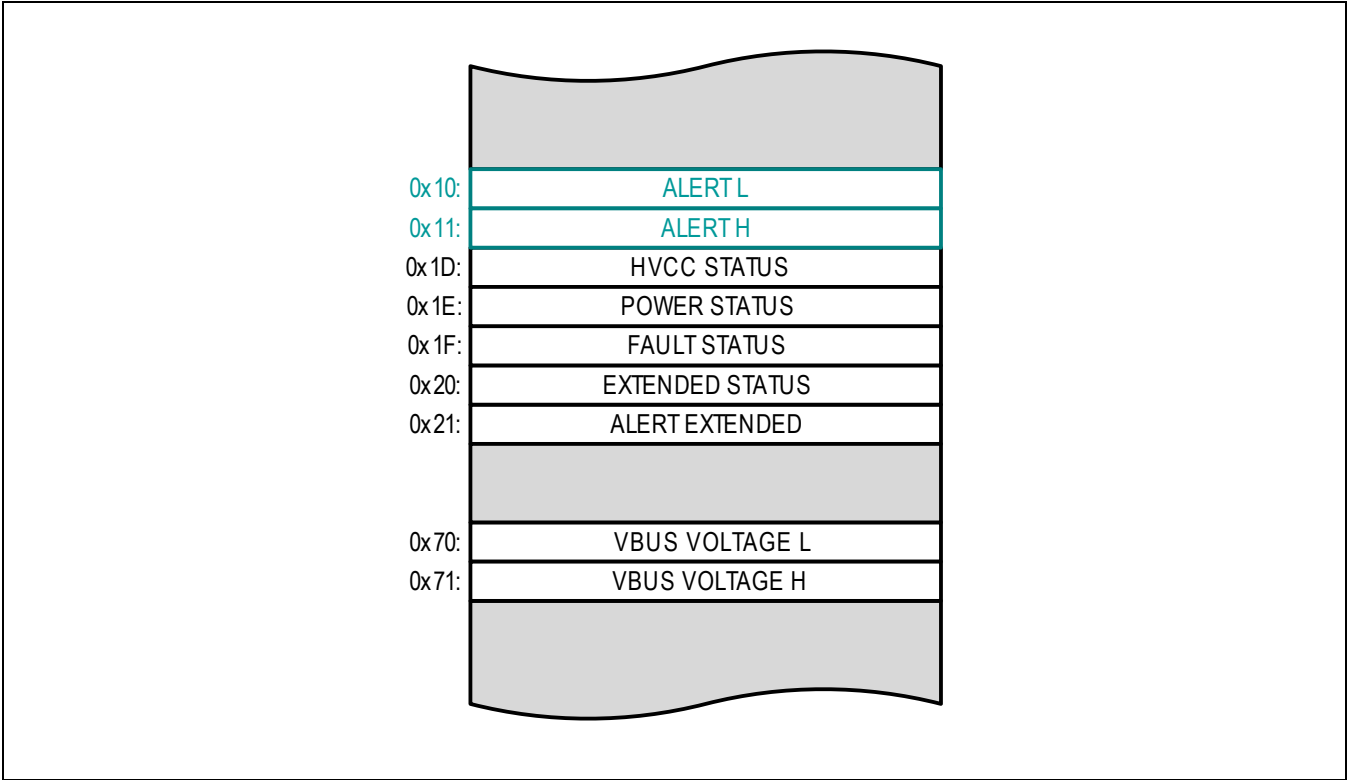 0x10: ALERT L
0x11: ALERT H
0x1D: HVCC STATUS
0x1E: POWER STATUS
0x1F: FAULT STATUS
0x20: EXTENDED STATUS
0x21: ALERT EXTENDED
0x70: VBUS VOLTAGE L
0x71: VBUS VOLTAGE H